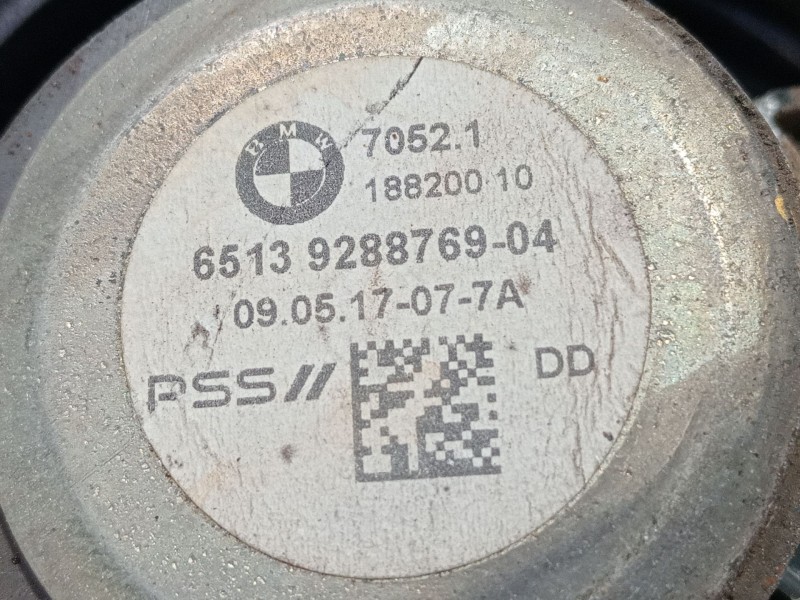 BMW
7052.1
188200 10
6513 9288769-04
09.05.17-07-7A
PSS//
DD